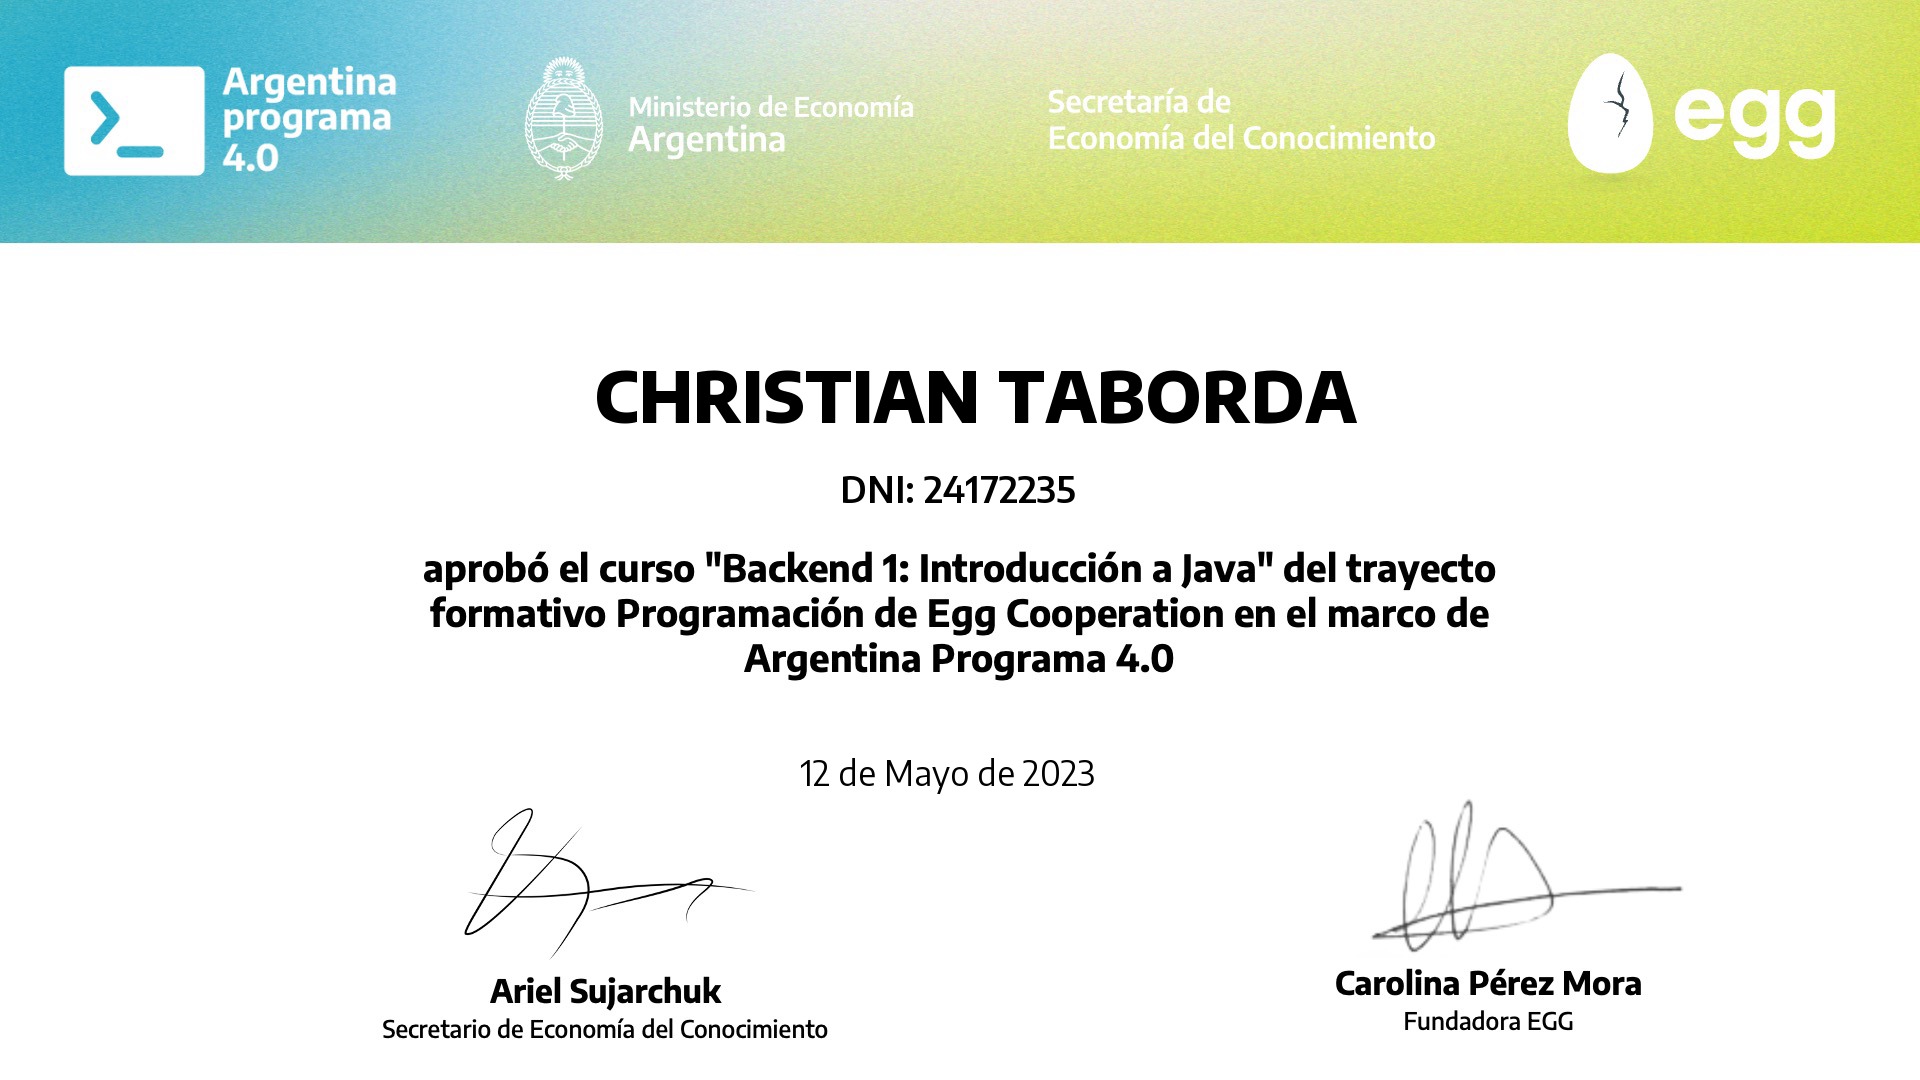 Argentina
programa
4.0
Ministerio de Economía
Argentina
Secretaría de
Economía del Conocimiento
egg
CHRISTIAN TABORDA
DNI: 24172235
aprobó el curso "Backend 1: Introducción a Java" del trayecto
formativo Programación de Egg Cooperation en el marco de
Argentina Programa 4.0
12 de Mayo de 2023
Ariel Sujarchuk
Secretario de Economía del Conocimiento
Carolina Pérez Mora
Fundadora EGG